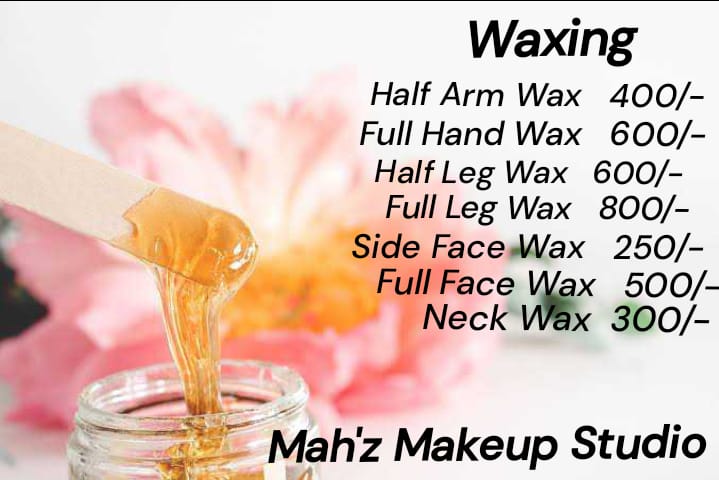 Waxing
Half Arm Wax 400/-
Full Hand Wax 600/-
Half Leg Wax 600/-
Full Leg Wax 800/-
Side Face Wax 250/-
Full Face Wax 500/-
Neck Wax 300/-
Mah'z Makeup Studio